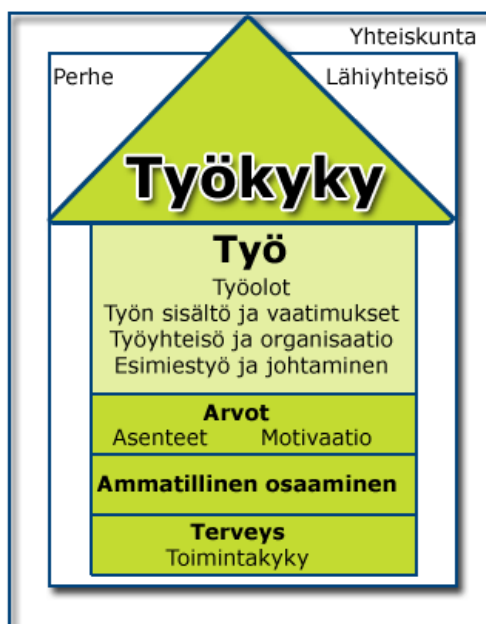 Yhteiskunta
Perhe Lähiyhteisö
Työkyky
Työ
Työolot
Työn sisältö ja vaatimukset
Työyhteisö ja organisaatio
Esimiestyö ja johtaminen
Arvot
Asenteet Motivaatio
Ammatillinen osaaminen
Terveys
Toimintakyky